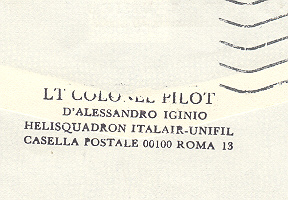 LT COLONEL PILOT
D'ALESSANDRO IGINIO
HELISQUADRON ITALAIR-UNIFIL
CASELLA POSTALE 00100 ROMA 13